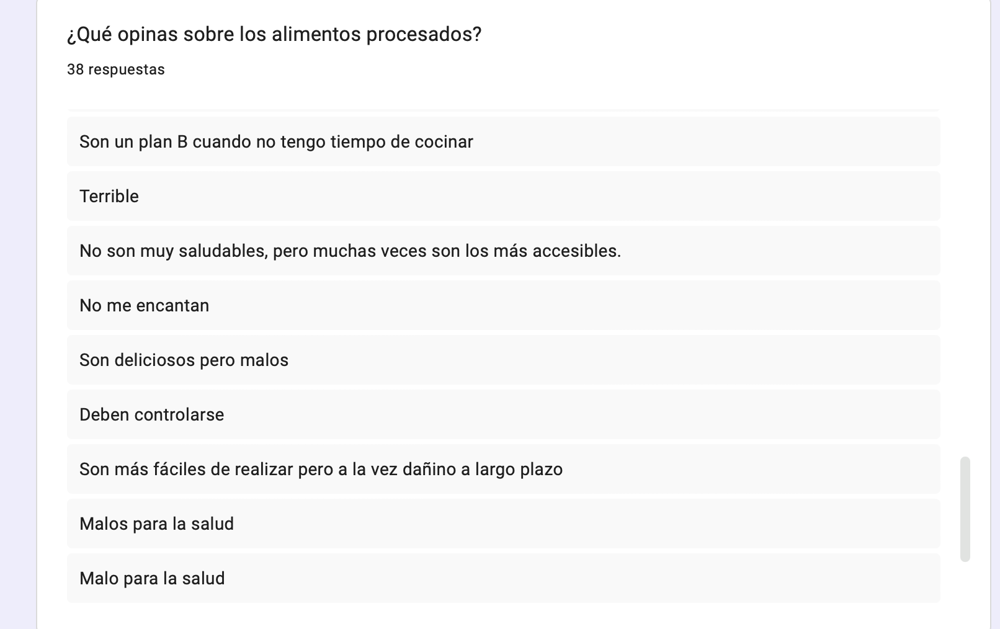 ¿Qué opinas sobre los alimentos procesados?
38 respuestas
Son un plan B cuando no tengo tiempo de cocinar
Terrible
No son muy saludables, pero muchas veces son los más accesibles.
No me encantan
Son deliciosos pero malos
Deben controlarse
Son más fáciles de realizar pero a la vez dañino a largo plazo
Malos para la salud
Malo para la salud